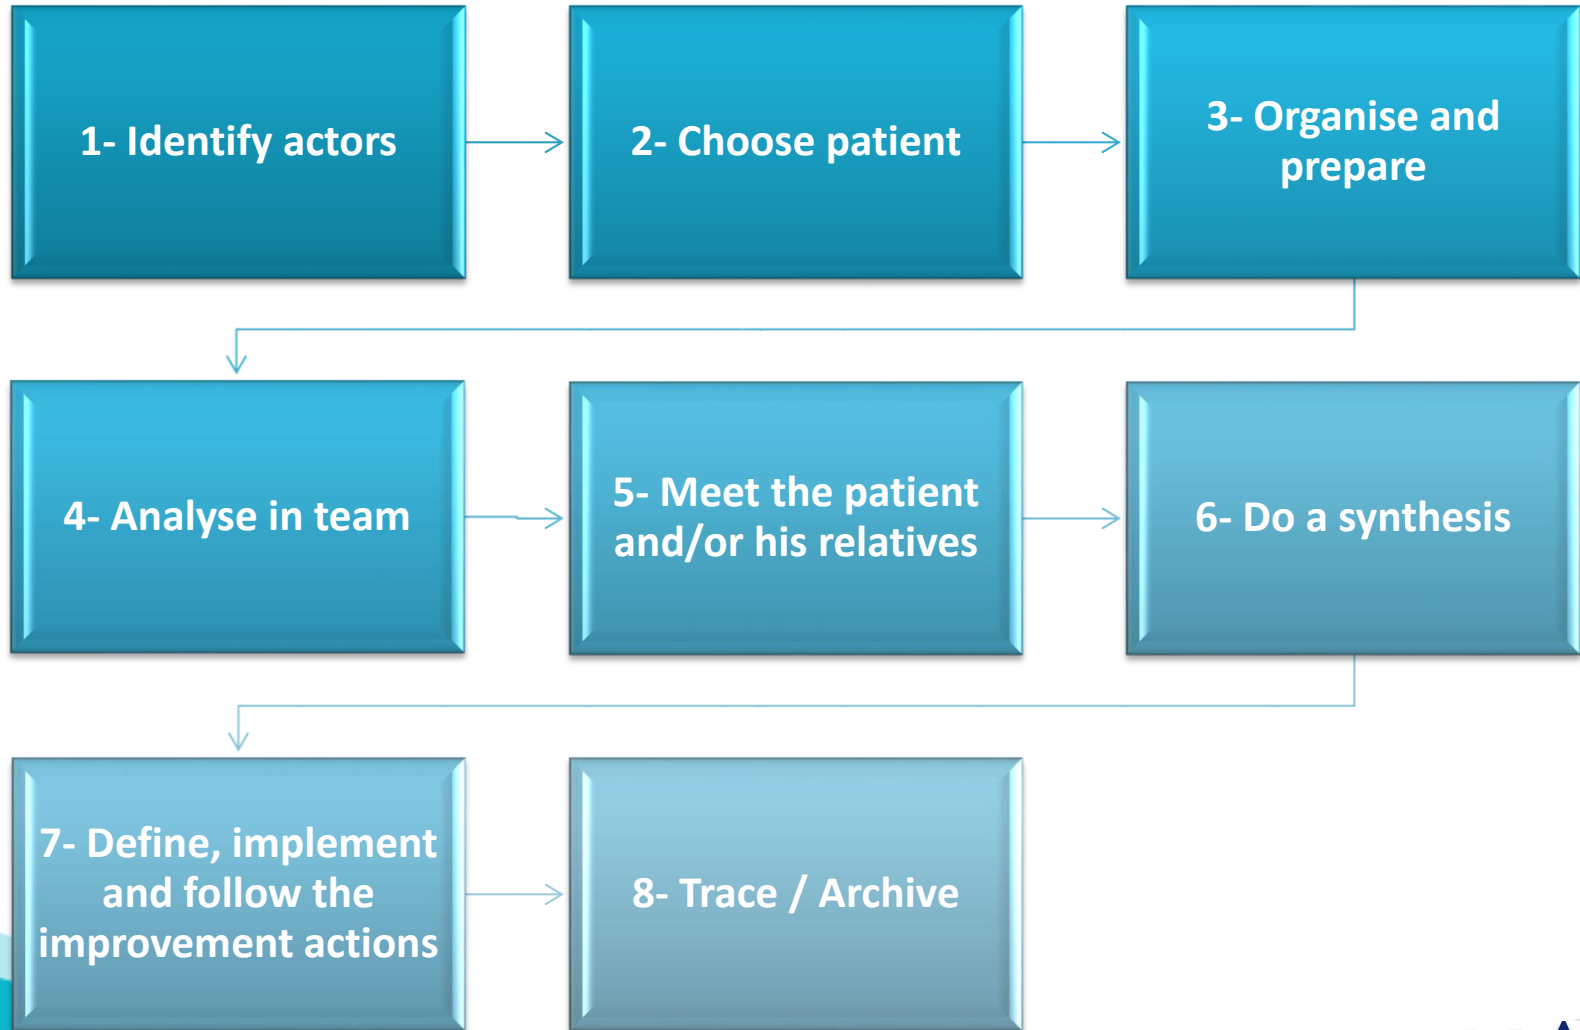 1- Identify actors
2- Choose patient
3- Organise and
prepare
4- Analyse in team
5- Meet the patient
and/or his relatives
6- Do a synthesis
7- Define, implement
and follow the
improvement actions
8- Trace / Archive